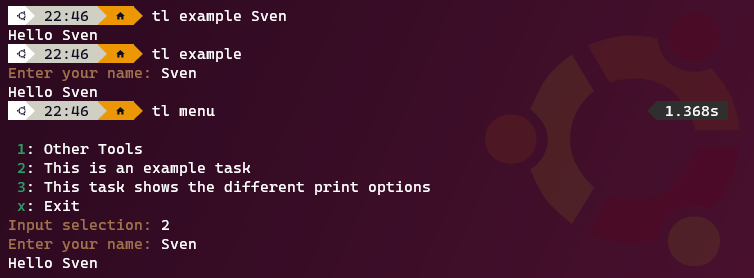 22:46 tl example Sven
Hello Sven
22:46 tl example
Enter your name: Sven
Hello Sven
22:46 tl menu 1.368s
1: Other Tools
2: This is an example task
3: This task shows the different print options
x: Exit
Input selection: 2
Enter your name: Sven
Hello Sven